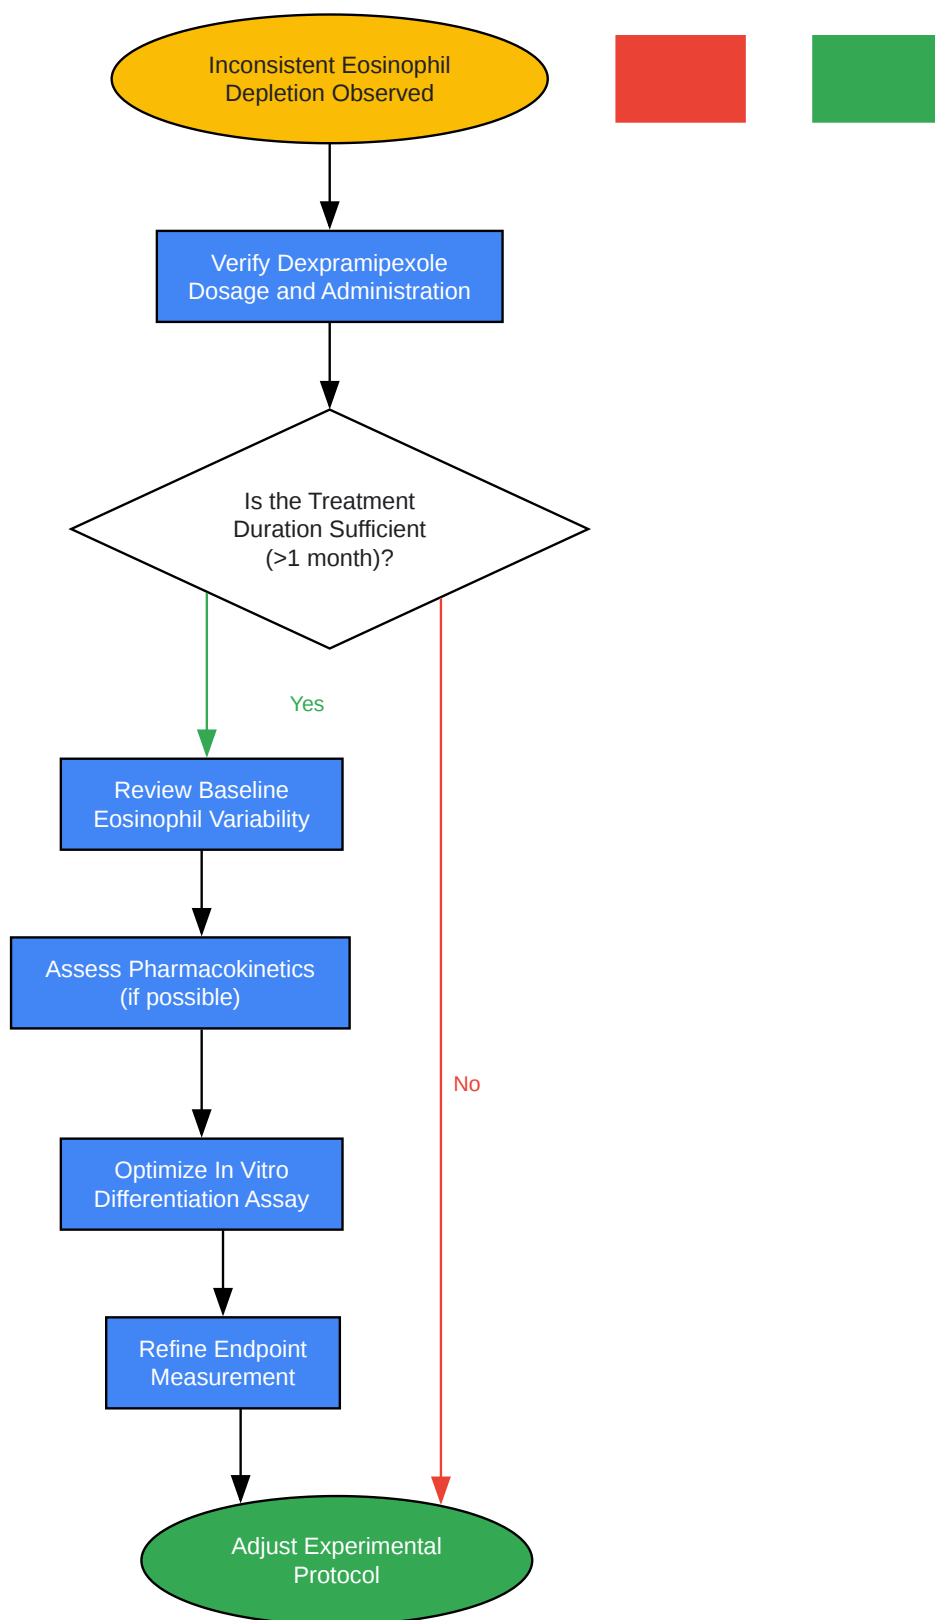 Inconsistent Eosinophil
Depletion Observed
Verify Dexpramipexole
Dosage and Administration
Is the Treatment
Duration Sufficient
(>1 month)?
Yes
Review Baseline
Eosinophil Variability
Assess Pharmacokinetics
(if possible)
No
Optimize In Vitro
Differentiation Assay
Refine Endpoint
Measurement
Adjust Experimental
Protocol